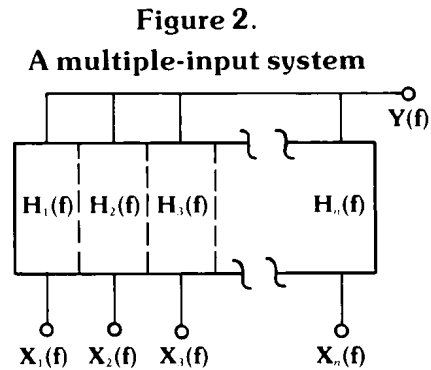 Figure 2.
A multiple-input system
Y(f)
H₁(f) H₂(f) H₃(f) Hₙ(f)
X₁(f) X₂(f) X₃(f) Xₙ(f)